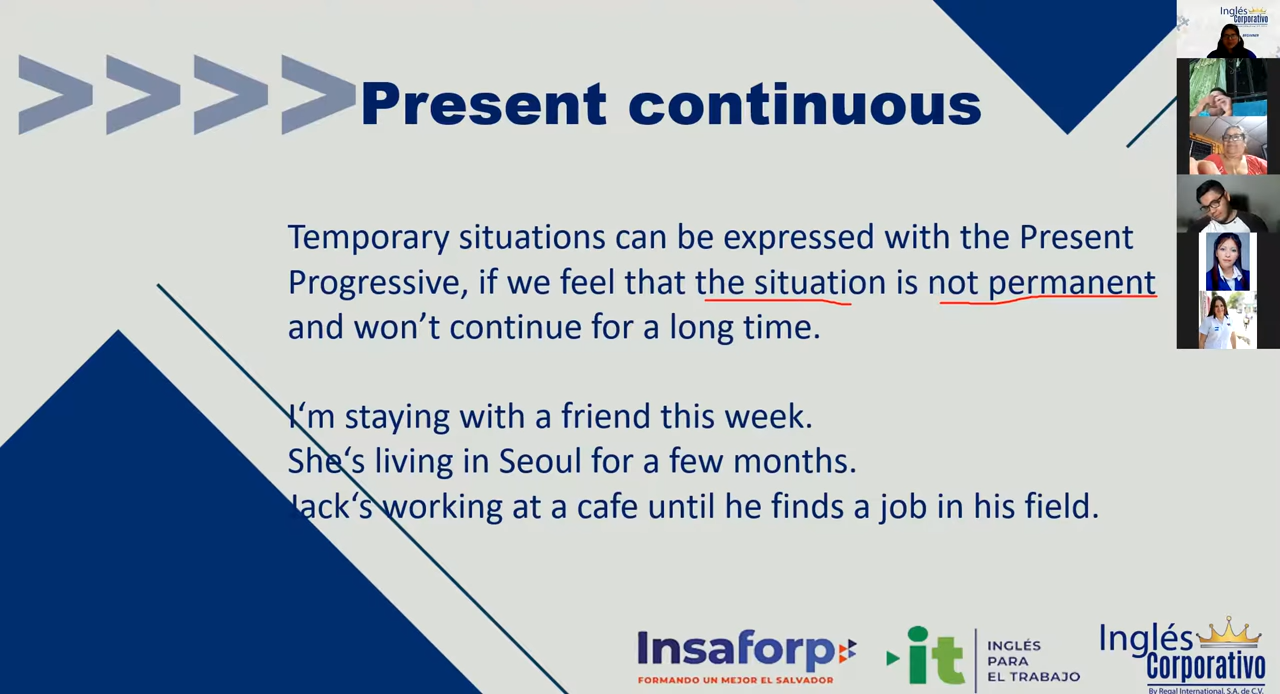 >>>> Present continuous
Temporary situations can be expressed with the Present
Progressive, if we feel that the situation is not permanent
and won’t continue for a long time.
I‘m staying with a friend this week.
She‘s living in Seoul for a few months.
Jack‘s working at a cafe until he finds a job in his field.
Insaforp
FORMANDO UN MEJOR EL SALVADOR
it
INGLÉS
PARA
EL TRABAJO
Inglés
Corporativo
By Regal International, S.A. de C.V.
Inglés
Corporativo